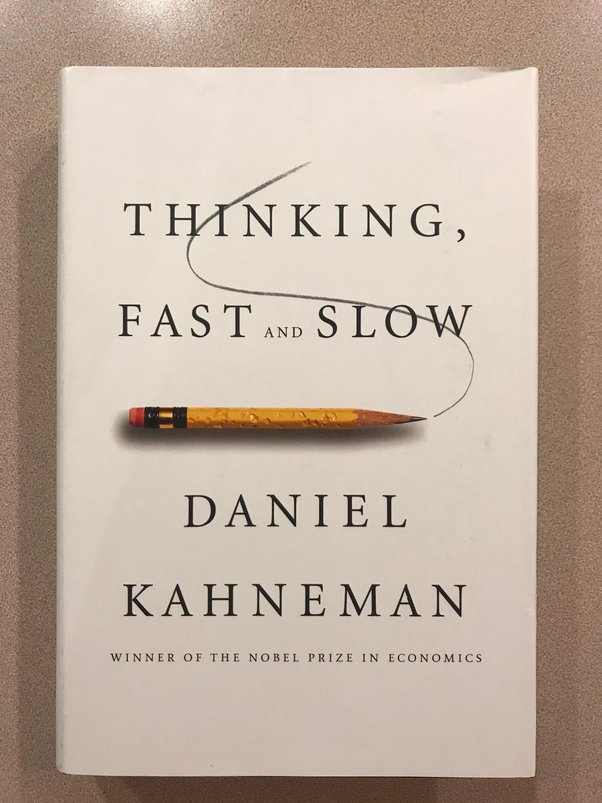 THINKING,
FAST AND SLOW
DANIEL
KAHNEMAN
WINNER OF THE NOBEL PRIZE IN ECONOMICS